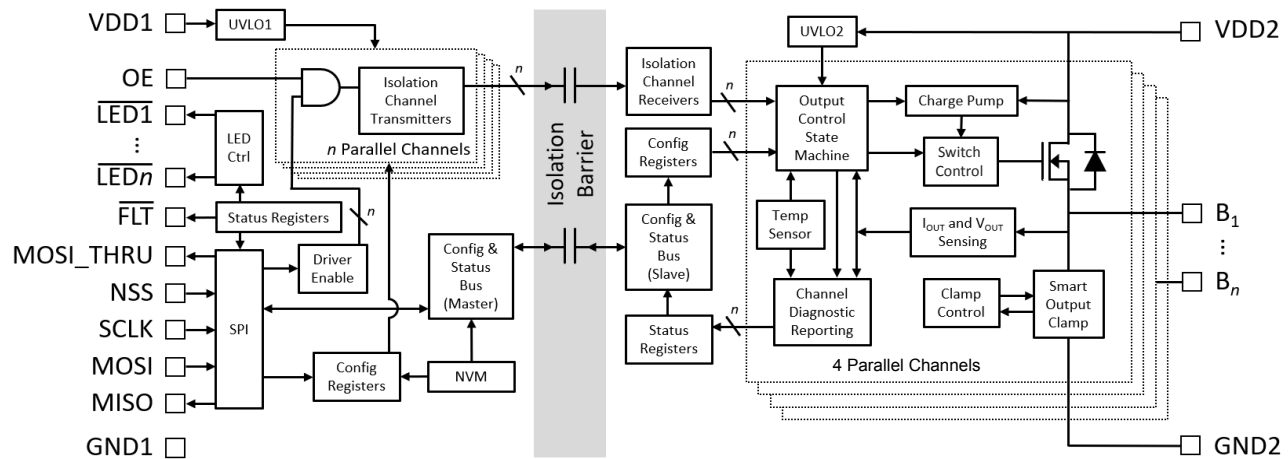 VDD1
UVLO1
OE
Isolation
Channel
Transmitters
n Parallel Channels
n
LED1
⋮
LEDn
LED
Ctrl
FLT
Status Registers
MOSI_THRU
NSS
SCLK
MOSI
MISO
GND1
SPI
Driver
Enable
n
Config
Registers
NVM
Config &
Status
Bus
(Master)
Isolation
Barrier
Isolation
Channel
Receivers
n
Config
Registers
n
Config &
Status
Bus
(Slave)
Status
Registers
n
UVLO2
Output
Control
State
Machine
Charge Pump
Switch
Control
Temp
Sensor
IOUT and VOUT
Sensing
Channel
Diagnostic
Reporting
Clamp
Control
Smart
Output
Clamp
4 Parallel Channels
VDD2
B1
⋮
Bn
GND2